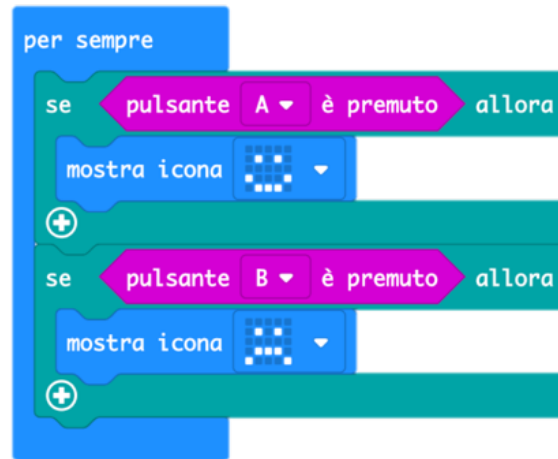 per sempre
se pulsante A è premuto allora
mostra icona
se pulsante B è premuto allora
mostra icona